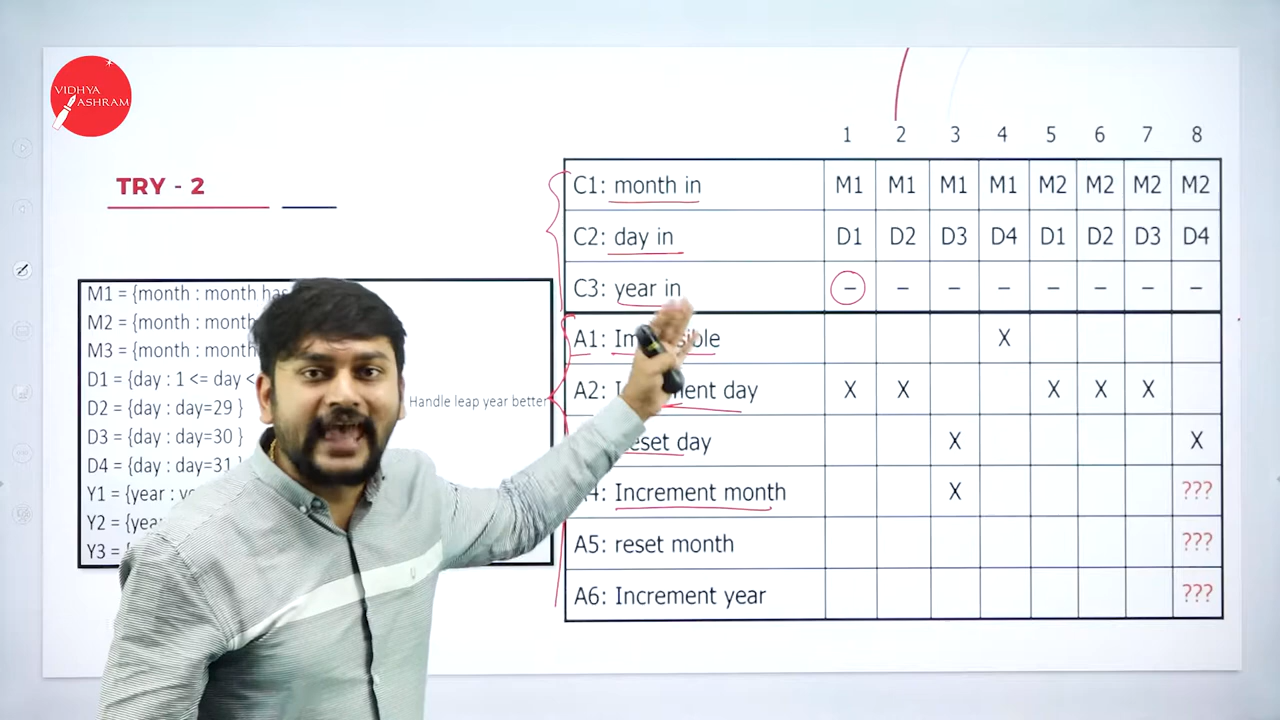 VIDHYA
ASHRAM
TRY - 2
M1 = {month : month has
M2 = {month : month
M3 = {month : month
D1 = {day : 1 <= day <
D2 = {day : day=29 }
D3 = {day : day=30 }
D4 = {day : day=31 }
Y1 = {year :
Y2 =
Y3 =
Handle leap year better
1 2 3 4 5 6 7 8
C1: month in M1 M1 M1 M1 M2 M2 M2 M2
C2: day in D1 D2 D3 D4 D1 D2 D3 D4
C3: year in – – – – – – – –
A1: X
A2: day X X X X X
day X X
Increment month X ???
A5: reset month ???
A6: Increment year ???